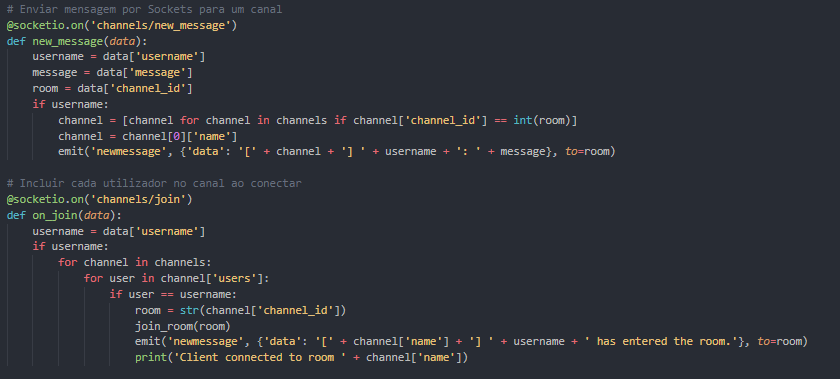 # Enviar mensagem por Sockets para um canal
@socketio.on('channels/new_message')
def new_message(data):
    username = data['username']
    message = data['message']
    room = data['channel_id']
    if username:
        channel = [channel for channel in channels if channel['channel_id'] == int(room)]
        channel = channel[0]['name']
        emit('newmessage', {'data': '[' + channel + '] ' + username + ': ' + message}, to=room)

# Incluir cada utilizador no canal ao conectar
@socketio.on('channels/join')
def on_join(data):
    username = data['username']
    if username:
        for channel in channels:
            for user in channel['users']:
                if user == username:
                    room = str(channel['channel_id'])
                    join_room(room)
                    emit('newmessage', {'data': '[' + channel['name'] + '] ' + username + ' has entered the room.'}, to=room)
                    print('Client connected to room ' + channel['name'])